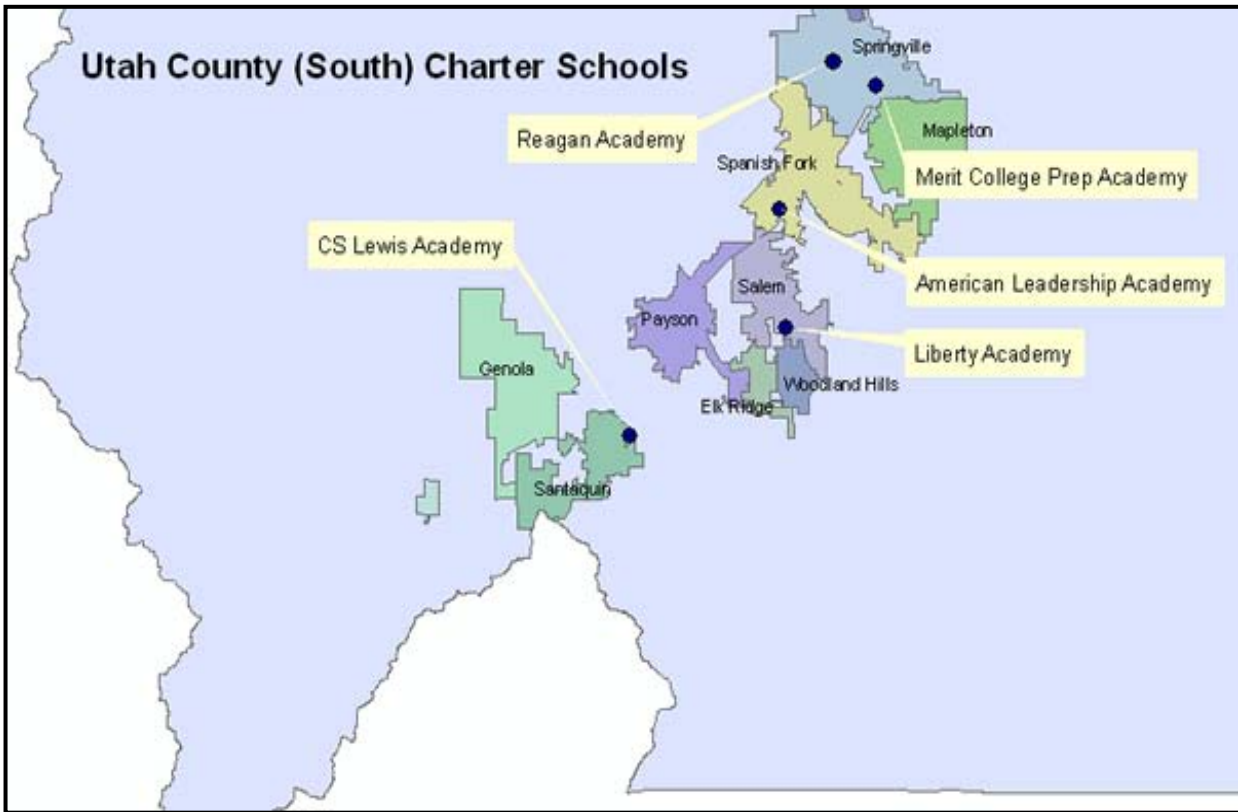 Utah County (South) Charter Schools
Springville
Reagan Academy
Mapleton
Spanish Fork
Merit College Prep Academy
CS Lewis Academy
American Leadership Academy
Salem
Payson
Liberty Academy
Genola
Woodland Hills
Elk Ridge
Santaquin